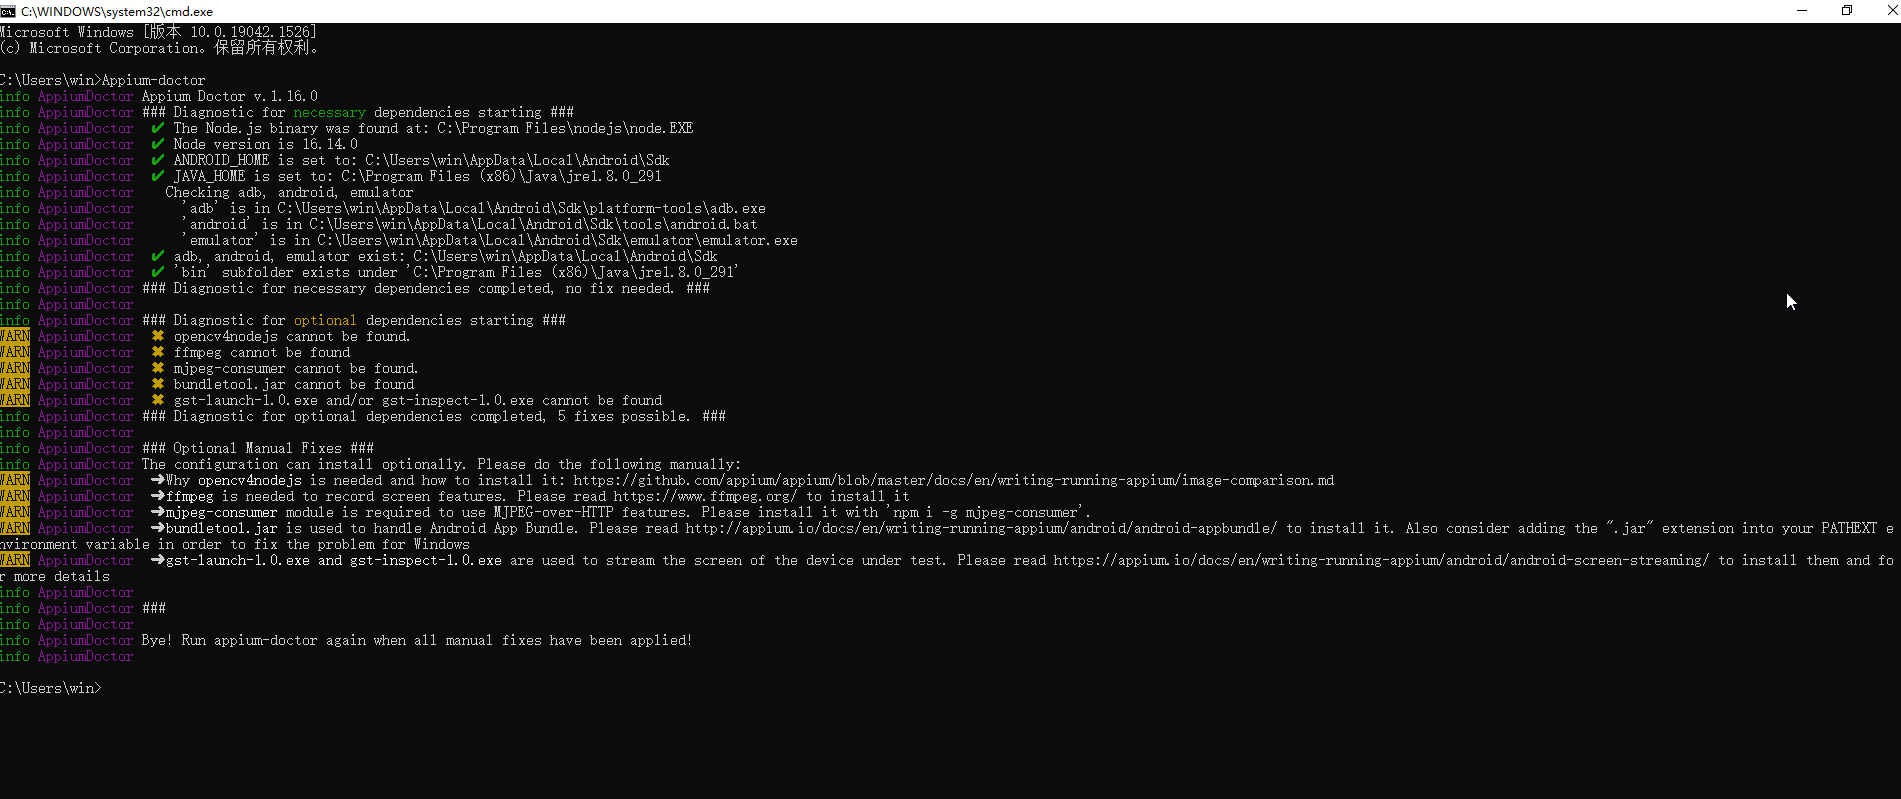 C:\WINDOWS\system32\cmd.exe
Microsoft Windows [版本 10.0.19042.1526]
(c) Microsoft Corporation。保留所有权利。
C:\Users\win>Appium-doctor
info AppiumDoctor Appium Doctor v.1.16.0
info AppiumDoctor ### Diagnostic for necessary dependencies starting ###
info AppiumDoctor ✔ The Node.js binary was found at: C:\Program Files\nodejs\node.EXE
info AppiumDoctor ✔ Node version is 16.14.0
info AppiumDoctor ✔ ANDROID_HOME is set to: C:\Users\win\AppData\Local\Android\Sdk
info AppiumDoctor ✔ JAVA_HOME is set to: C:\Program Files (x86)\Java\jre1.8.0_291
info AppiumDoctor Checking adb, android, emulator
info AppiumDoctor 'adb' is in C:\Users\win\AppData\Local\Android\Sdk\platform-tools\adb.exe
info AppiumDoctor 'android' is in C:\Users\win\AppData\Local\Android\Sdk\tools\android.bat
info AppiumDoctor 'emulator' is in C:\Users\win\AppData\Local\Android\Sdk\emulator\emulator.exe
info AppiumDoctor ✔ adb, android, emulator exist: C:\Users\win\AppData\Local\Android\Sdk
info AppiumDoctor ✔ 'bin' subfolder exists under 'C:\Program Files (x86)\Java\jre1.8.0_291'
info AppiumDoctor ### Diagnostic for necessary dependencies completed, no fix needed. ###
info AppiumDoctor
info AppiumDoctor ### Diagnostic for optional dependencies starting ###
WARN AppiumDoctor ✖ opencv4nodejs cannot be found.
WARN AppiumDoctor ✖ ffmpeg cannot be found
WARN AppiumDoctor ✖ mjpeg-consumer cannot be found.
WARN AppiumDoctor ✖ bundletool.jar cannot be found
WARN AppiumDoctor ✖ gst-launch-1.0.exe and/or gst-inspect-1.0.exe cannot be found
info AppiumDoctor ### Diagnostic for optional dependencies completed, 5 fixes possible. ###
info AppiumDoctor
info AppiumDoctor ### Optional Manual Fixes ###
info AppiumDoctor The configuration can install optionally. Please do the following manually:
WARN AppiumDoctor ➜Why opencv4nodejs is needed and how to install it: https://github.com/appium/appium/blob/master/docs/en/writing-running-appium/image-comparison.md
WARN AppiumDoctor ➜ffmpeg is needed to record screen features. Please read https://www.ffmpeg.org/ to install it
WARN AppiumDoctor ➜mjpeg-consumer module is required to use MJPEG-over-HTTP features. Please install it with 'npm i -g mjpeg-consumer'.
WARN AppiumDoctor ➜bundletool.jar is used to handle Android App Bundle. Please read http://appium.io/docs/en/writing-running-appium/android/android-appbundle/ to install it. Also consider adding the ".jar" extension into your PATHEXT e
nvironment variable in order to fix the problem for Windows
WARN AppiumDoctor ➜gst-launch-1.0.exe and gst-inspect-1.0.exe are used to stream the screen of the device under test. Please read https://appium.io/docs/en/writing-running-appium/android/android-screen-streaming/ to install them and fo
r more details
info AppiumDoctor
info AppiumDoctor ###
info AppiumDoctor
info AppiumDoctor Bye! Run appium-doctor again when all manual fixes have been applied!
info AppiumDoctor
C:\Users\win>